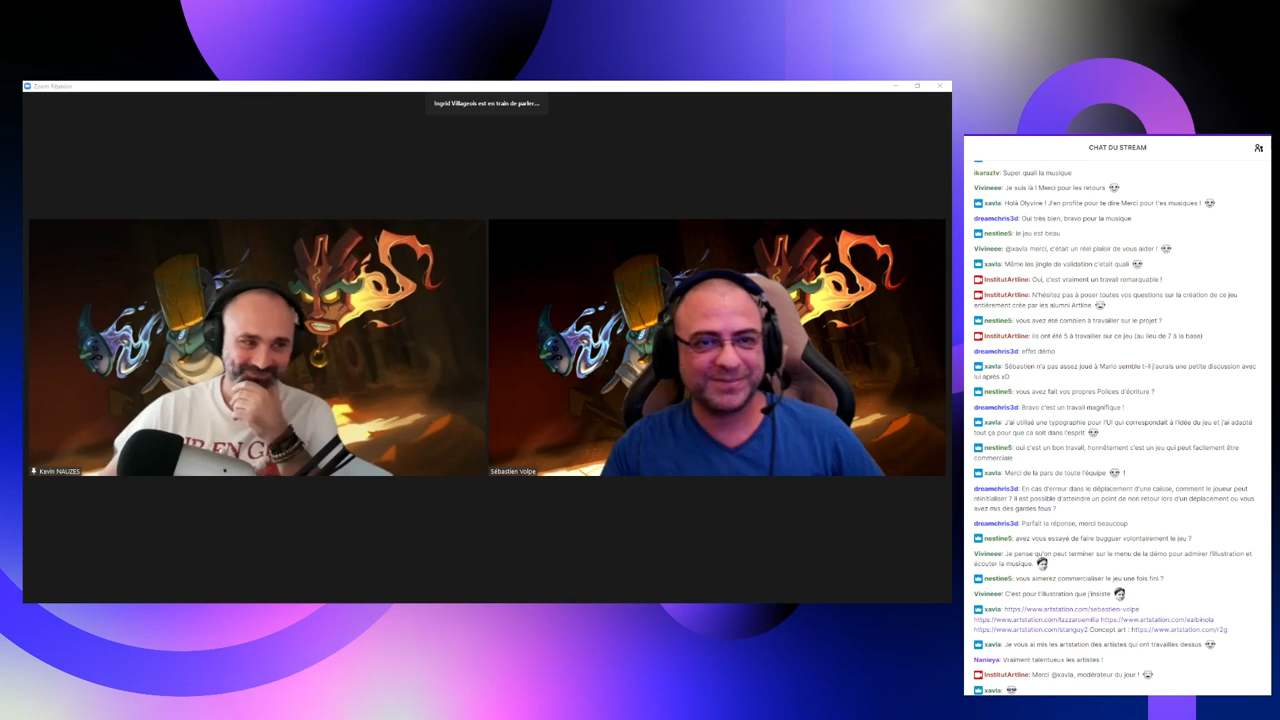 Zoom Réunion
Ingrid Villageois est en train de parler...
Kevin NAUZES
Sébastien Volpe
CHAT DU STREAM
ikaraztv: Super quali la musique
Vivineee: Je suis là ! Merci pour les retours
xavla: Holà Olyvine ! J'en profite pour te dire Merci pour t'es musiques !
dreamchris3d: Oui très bien, bravo pour la musique
nestine5: le jeu est beau
Vivineee: @xavla merci, c'était un réel plaisir de vous aider !
xavla: Même les jingle de validation c'etait quali
InstitutArtline: Oui, c'est vraiment un travail remarquable !
InstitutArtline: N'hésitez pas à poser toutes vos questions sur la création de ce jeu
entièrement crée par les alumni Artline
nestine5: vous avez été combien à travailler sur le projet ?
InstitutArtline: ils ont été 5 à travailler sur ce jeu (au lieu de 7 à la base)
dreamchris3d: effet démo
xavla: Sébastien n'a pas assez joué à Mario semble t-il j'aurais une petite discussion avec
lui après xD
nestine5: vous avez fait vos propres Polices d'écriture ?
dreamchris3d: Bravo c'est un travail magnifique !
xavla: J'ai utilisé une typographie pour l'UI qui correspondait à l'idée du jeu et j'ai adapté
tout ça pour que ca soit dans l'esprit
nestine5: oui c'est un bon travail, honnêtement c'est un jeu qui peut facilement être
commerciale
xavla: Merci de la pars de toute l'équipe !
dreamchris3d: En cas d'erreur dans le déplacement d'une caisse, comment le joueur peut
réinitialiser ? il est possible d'atteindre un point de non retour lors d'un déplacement ou vous
avez mis des gardes fous ?
dreamchris3d: Parfait la réponse, merci beaucoup
nestine5: avez vous essayé de faire bugguer volontairement le jeu ?
Vivineee: Je pense qu'on peut terminer sur le menu de la démo pour admirer l'illustration et
écouter la musique.
nestine5: vous aimerez commercialiser le jeu une fois fini ?
Vivineee: C'est pour l'illustration que j'insiste
xavla: https://www.artstation.com/sebastien-volpe
https://www.artstation.com/lazzaroemilia https://www.artstation.com/ealbinola
https://www.artstation.com/stanguy2 Concept art : https://www.artstation.com/r2g
xavla: Je vous ai mis les artstation des artistes qui ont travaillés dessus
Nanieya: Vraiment talentueux les artistes !
InstitutArtline: Merci @xavla, modérateur du jour !
xavla: